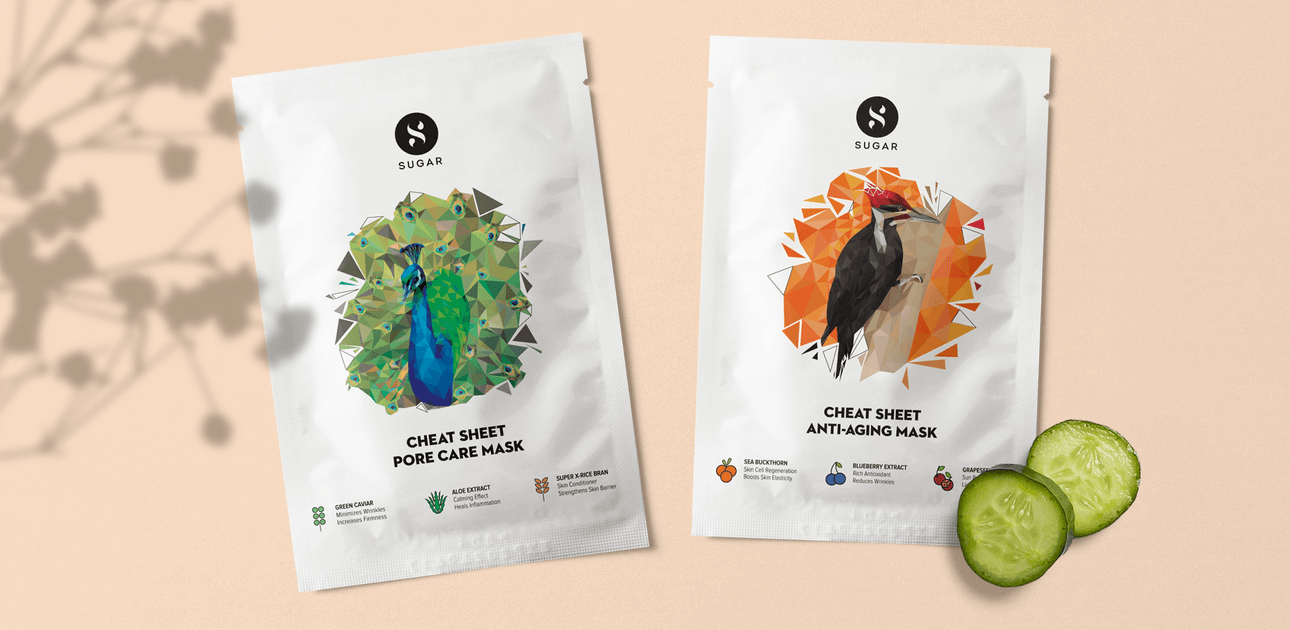 SUGAR
CHEAT SHEET
PORE CARE MASK
GREEN CAVIAR
Minimizes Wrinkles
Increases Firmness
ALOE EXTRACT
Calming Effect
Heals Inflammation
SUPER X-RICE BRAN
Skin Conditioner
Strengthens Skin Barrier
SUGAR
CHEAT SHEET
ANTI-AGING MASK
SEA BUCKTHORN
Skin Cell Regeneration
Boosts Skin Elasticity
BLUEBERRY EXTRACT
Rich Antioxidant
Reduces Wrinkles